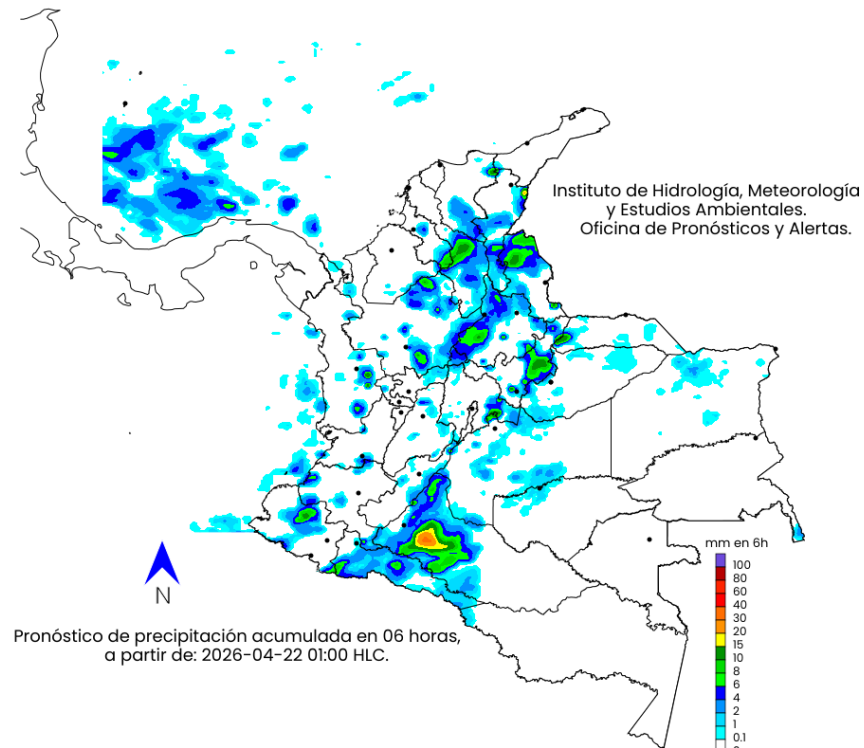 Instituto de Hidrología, Meteorología
y Estudios Ambientales.
Oficina de Pronósticos y Alertas.
mm en 6h
100
80
60
40
30
20
15
10
8
6
4
2
1
0.1
N
Pronóstico de precipitación acumulada en 06 horas,
a partir de: 2026-04-22 01:00 HLC.